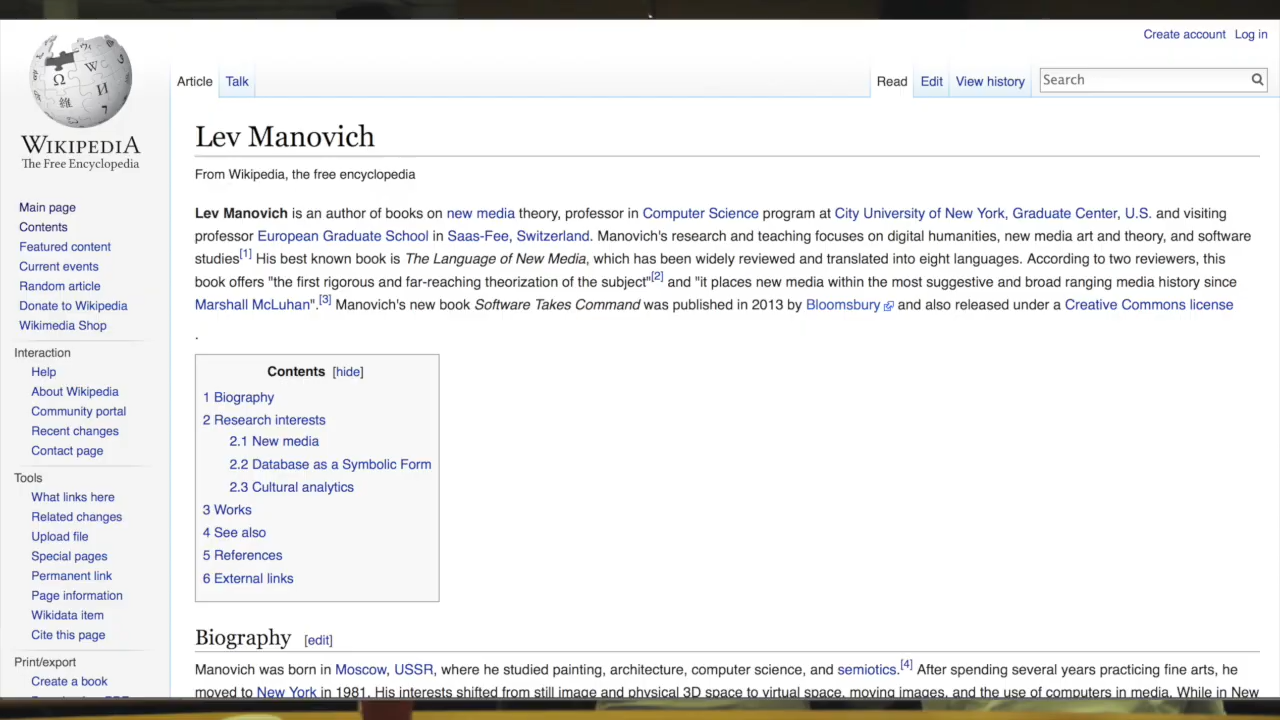 Create account Log in
Article Talk Read Edit View history Search
WIKIPEDIA
The Free Encyclopedia
Main page
Contents
Featured content
Current events
Random article
Donate to Wikipedia
Wikimedia Shop
Interaction
Help
About Wikipedia
Community portal
Recent changes
Contact page
Tools
What links here
Related changes
Upload file
Special pages
Permanent link
Page information
Wikidata item
Cite this page
Print/export
Create a book
Lev Manovich
From Wikipedia, the free encyclopedia
Lev Manovich is an author of books on new media theory, professor in Computer Science program at City University of New York, Graduate Center, U.S. and visiting
professor European Graduate School in Saas-Fee, Switzerland. Manovich's research and teaching focuses on digital humanities, new media art and theory, and software
studies[1] His best known book is The Language of New Media, which has been widely reviewed and translated into eight languages. According to two reviewers, this
book offers "the first rigorous and far-reaching theorization of the subject"[2] and "it places new media within the most suggestive and broad ranging media history since
Marshall McLuhan".[3] Manovich's new book Software Takes Command was published in 2013 by Bloomsbury and also released under a Creative Commons license
.
Contents [hide]
1 Biography
2 Research interests
2.1 New media
2.2 Database as a Symbolic Form
2.3 Cultural analytics
3 Works
4 See also
5 References
6 External links
Biography [edit]
Manovich was born in Moscow, USSR, where he studied painting, architecture, computer science, and semiotics.[4] After spending several years practicing fine arts, he
moved to New York in 1981. His interests shifted from still image and physical 3D space to virtual space, moving images, and the use of computers in media. While in New